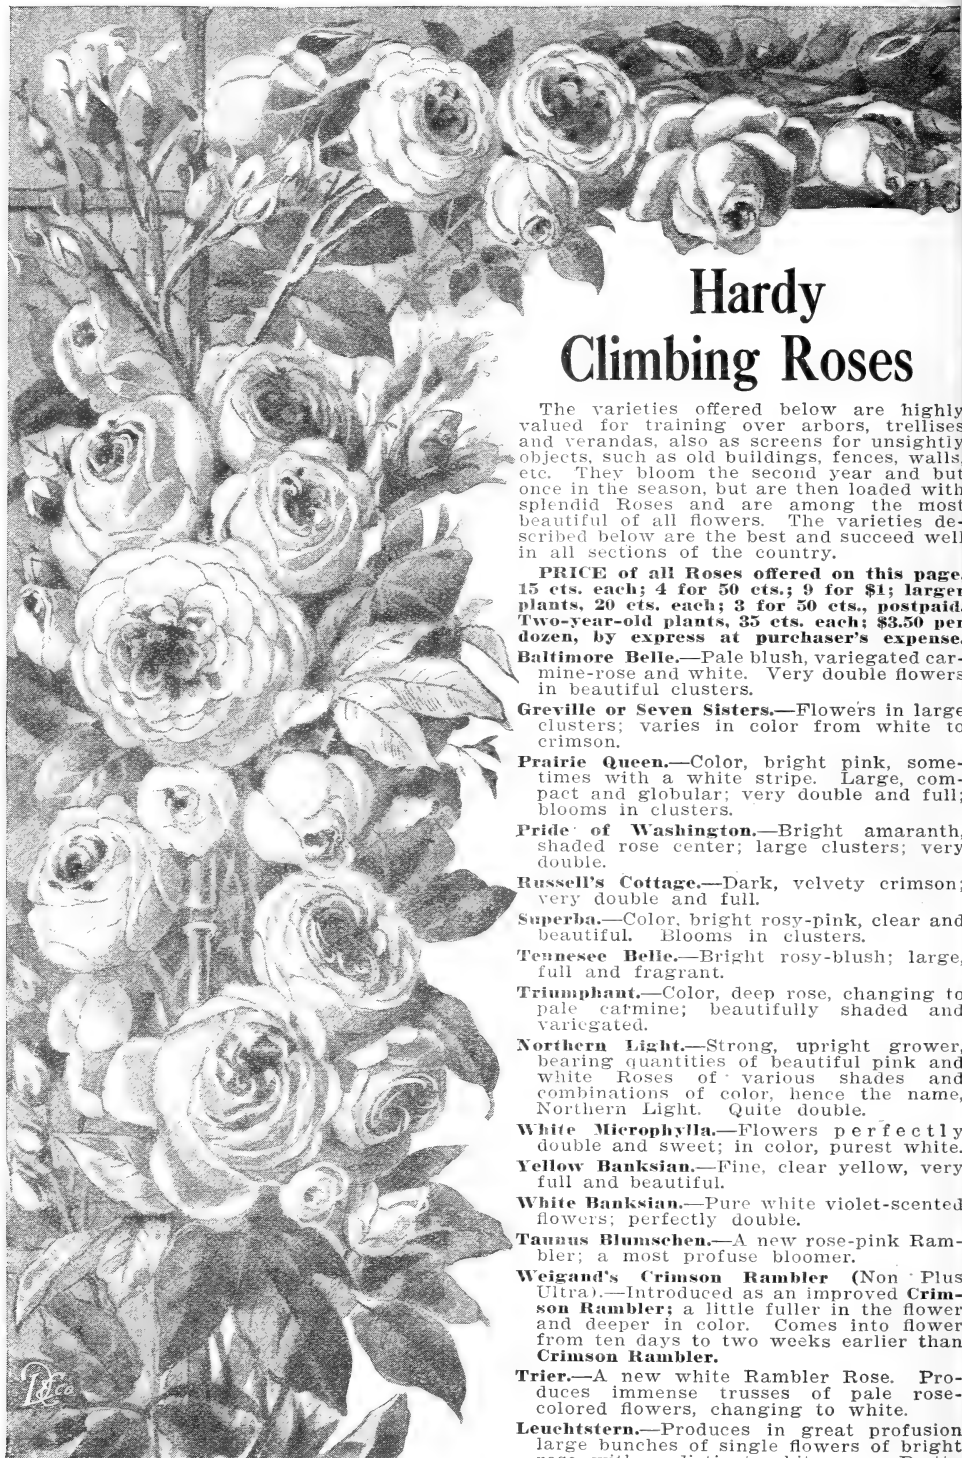 Hardy
Climbing Roses
The varieties offered below are highly
valued for training over arbors, trellises
and verandas, also as screens for unsightly
objects, such as old buildings, fences, walls,
etc. They bloom the second year and but
once in the season, but are then loaded with
splendid Roses and are among the most
beautiful of all flowers. The varieties de-
scribed below are the best and succeed well
in all sections of the country.
PRICE of all Roses offered on this page,
15 cts. each; 4 for 50 cts.; 9 for $1; larger
plants, 20 cts. each; 3 for 50 cts., postpaid.
Two-year-old plants, 35 cts. each; $3.50 per
dozen, by express at purchaser's expense.
Baltimore Belle.—Pale blush, variegated car-
mine-rose and white. Very double flowers
in beautiful clusters.
Greville or Seven Sisters.—Flowers in large
clusters; varies in color from white to
crimson.
Prairie Queen.—Color, bright pink, some-
times with a white stripe. Large, com-
pact and globular; very double and full;
blooms in clusters.
Pride of Washington.—Bright amaranth,
shaded rose center; large clusters; very
double.
Russell's Cottage.—Dark, velvety crimson;
very double and full.
Superba.—Color, bright rosy-pink, clear and
beautiful. Blooms in clusters.
Tennesee Belle.—Bright rosy-blush; large,
full and fragrant.
Triumphant.—Color, deep rose, changing to
pale carmine; beautifully shaded and
variegated.
Northern Light.—Strong, upright grower,
bearing quantities of beautiful pink and
white Roses of various shades and
combinations of color, hence the name,
Northern Light. Quite double.
White Microphylla.—Flowers perfectly
double and sweet; in color, purest white.
Yellow Banksian.—Fine, clear yellow, very
full and beautiful.
White Banksian.—Pure white violet-scented
flowers; perfectly double.
Taunus Blumschen.—A new rose-pink Ram-
bler; a most profuse bloomer.
Weigand's Crimson Rambler (Non Plus
Ultra).—Introduced as an improved Crim-
son Rambler; a little fuller in the flower
and deeper in color. Comes into flower
from ten days to two weeks earlier than
Crimson Rambler.
Trier.—A new white Rambler Rose. Pro-
duces immense trusses of pale rose-
colored flowers, changing to white.
Leuchtstern.—Produces in great profusion
large bunches of single flowers of bright